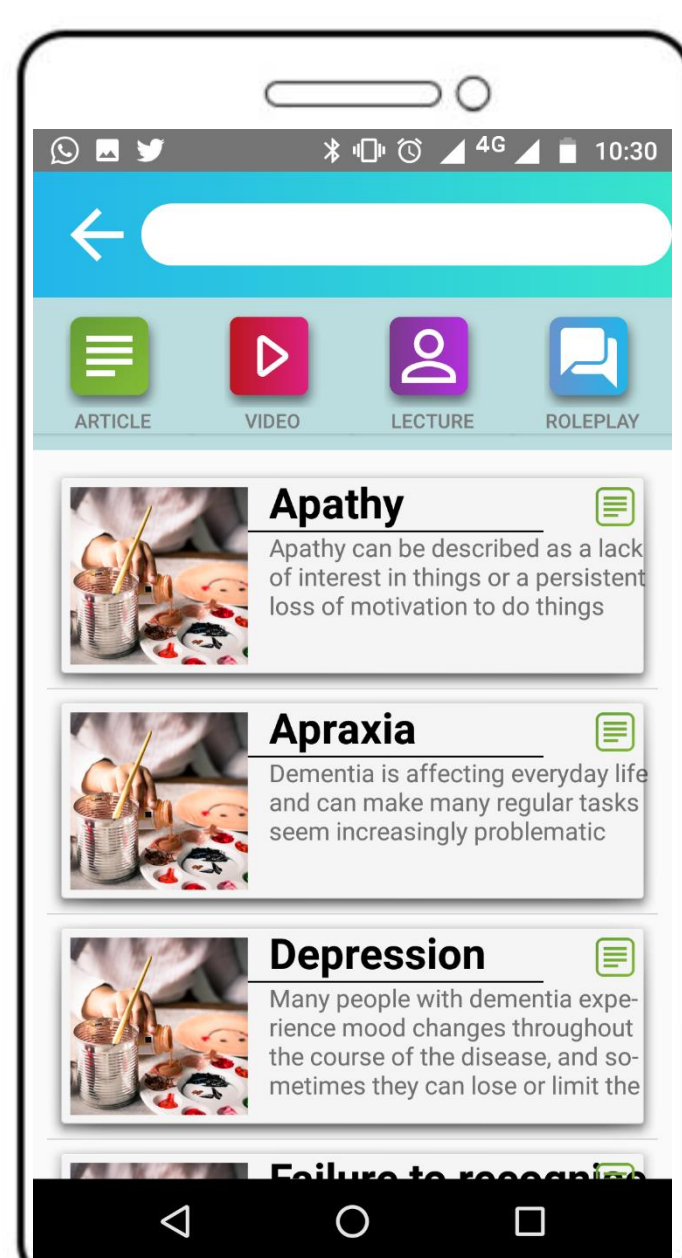 4G 10:30
ARTICLE VIDEO LECTURE ROLEPLAY
Apathy
Apathy can be described as a lack
of interest in things or a persistent
loss of motivation to do things
Apraxia
Dementia is affecting everyday life
and can make many regular tasks
seem increasingly problematic
Depression
Many people with dementia expe-
rience mood changes throughout
the course of the disease, and so-
metimes they can lose or limit the
Failure to recognize